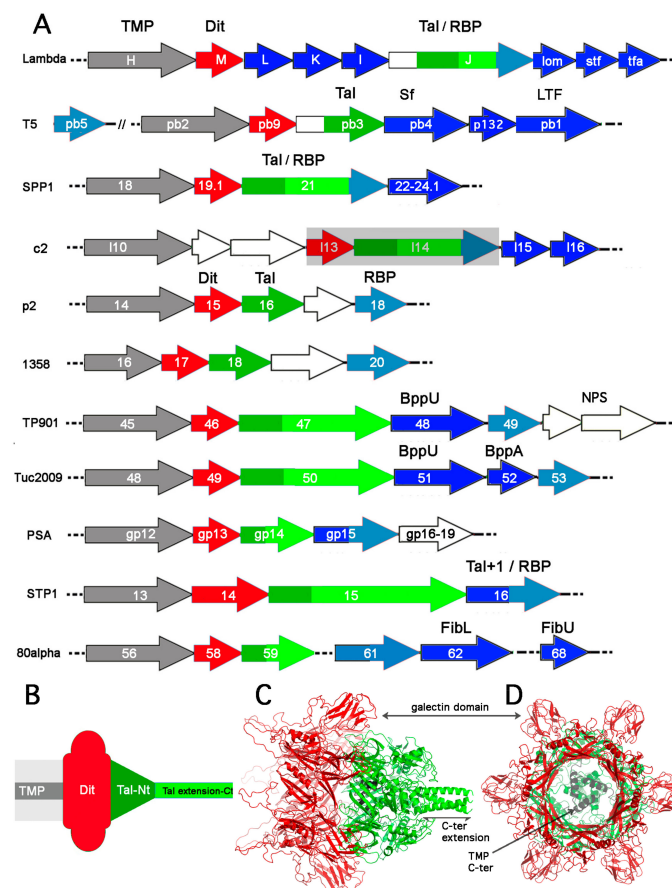 A
TMP Dit Tal / RBP
Lambda H M L K I J lom stf tfa
Tal Sf LTF
T5 pb5 // pb2 pb9 pb3 pb4 p132 pb1
Tal / RBP
SPP1 18 19.1 21 22-24.1
c2 l10 l13 l14 l15 l16
Dit Tal RBP
p2 14 15 16 18
1358 16 17 18 20
BppU NPS
TP901 45 46 47 48 49
BppU BppA
Tuc2009 48 49 50 51 52 53
PSA gp12 gp13 gp14 gp15 gp16-19
Tal+1 / RBP
STP1 13 14 15 16
FibL FibU
80alpha 56 58 59 61 62 68
B C D
galectin domain
TMP Dit Tal-Nt Tal extension-Ct
C-ter
extension
TMP
C-ter